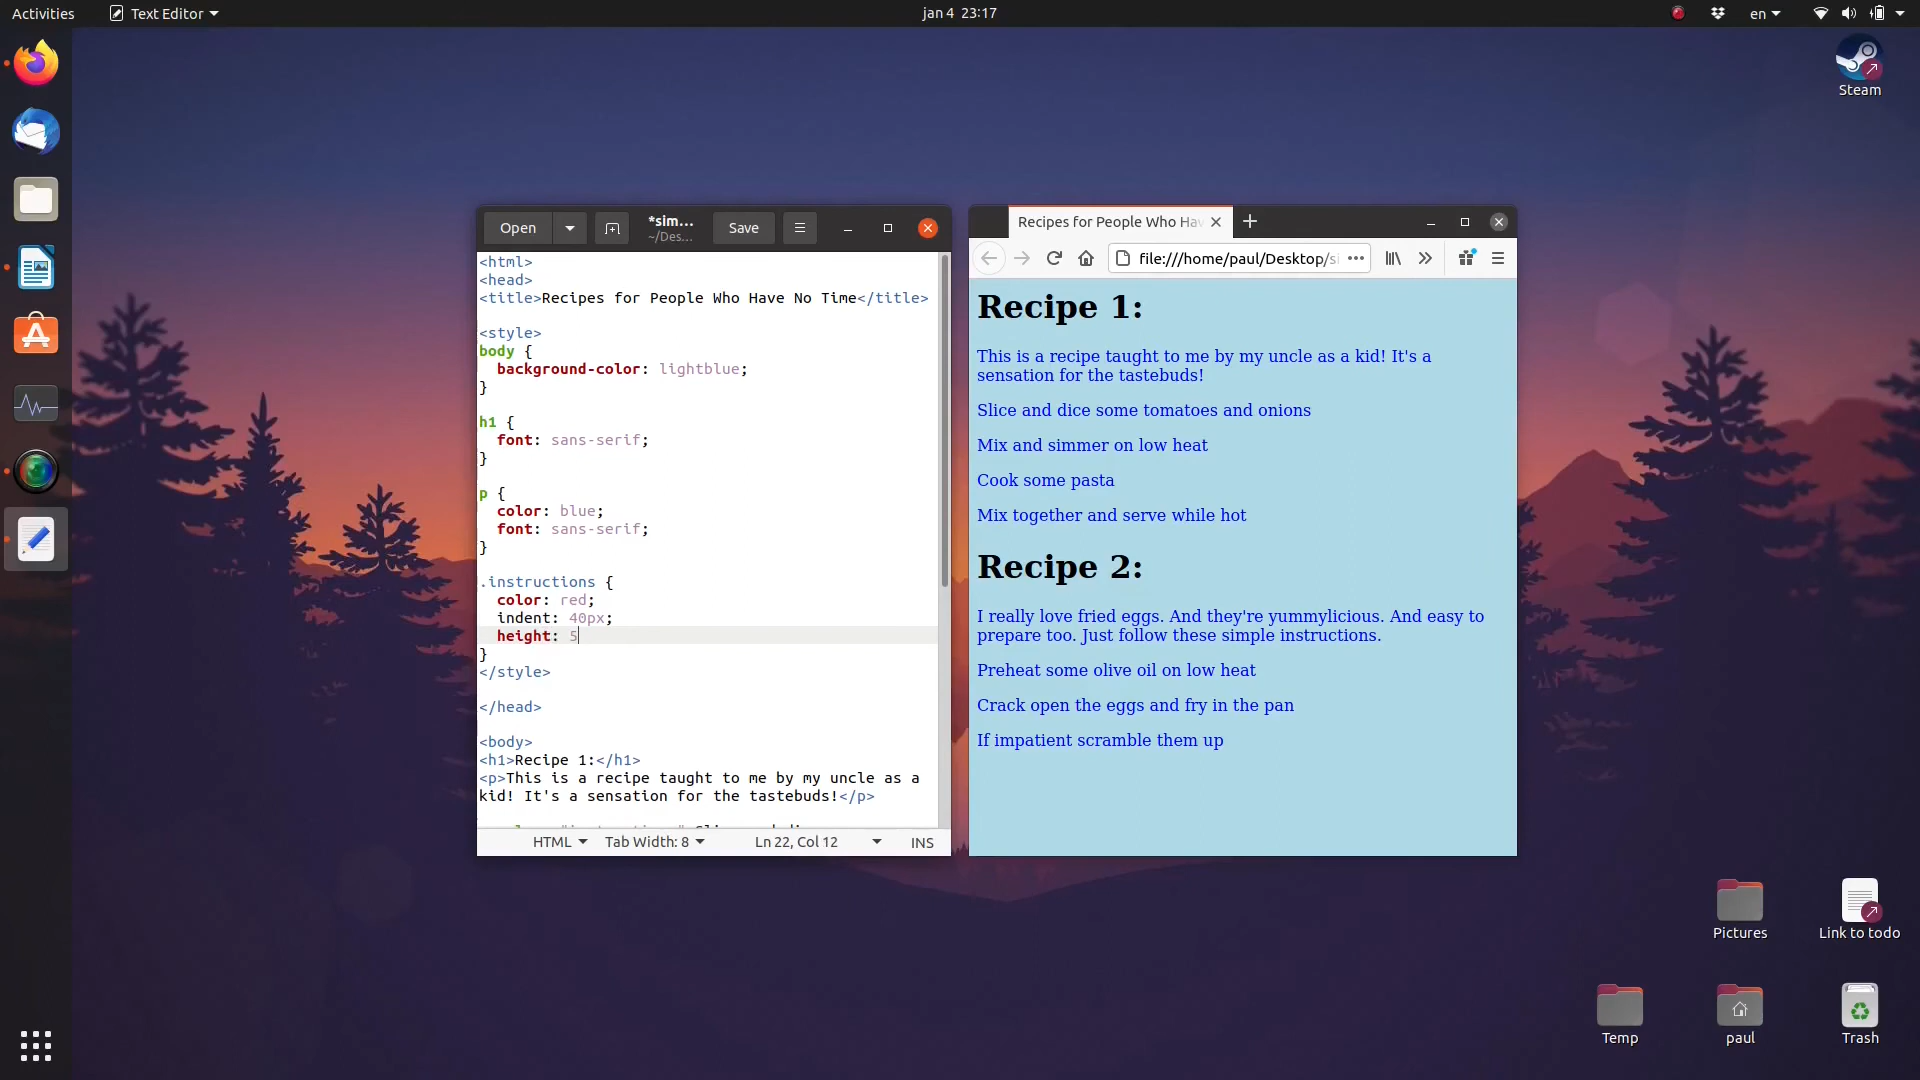 Activities
Text Editor
jan 4 23:17
en
Steam
Open
*sim...
~/Des...
Save
<html>
<head>
<title>Recipes for People Who Have No Time</title>
<style>
body {
background-color: lightblue;
}
h1 {
font: sans-serif;
}
p {
color: blue;
font: sans-serif;
}
.instructions {
color: red;
indent: 40px;
height: 5
}
</style>
</head>
<body>
<h1>Recipe 1:</h1>
<p>This is a recipe taught to me by my uncle as a
kid! It's a sensation for the tastebuds!</p>
HTML
Tab Width: 8
Ln 22, Col 12
INS
Recipes for People Who Hav
file:///home/paul/Desktop/si
Recipe 1:
This is a recipe taught to me by my uncle as a kid! It's a
sensation for the tastebuds!
Slice and dice some tomatoes and onions
Mix and simmer on low heat
Cook some pasta
Mix together and serve while hot
Recipe 2:
I really love fried eggs. And they're yummylicious. And easy to
prepare too. Just follow these simple instructions.
Preheat some olive oil on low heat
Crack open the eggs and fry in the pan
If impatient scramble them up
Pictures
Link to todo
Temp
paul
Trash